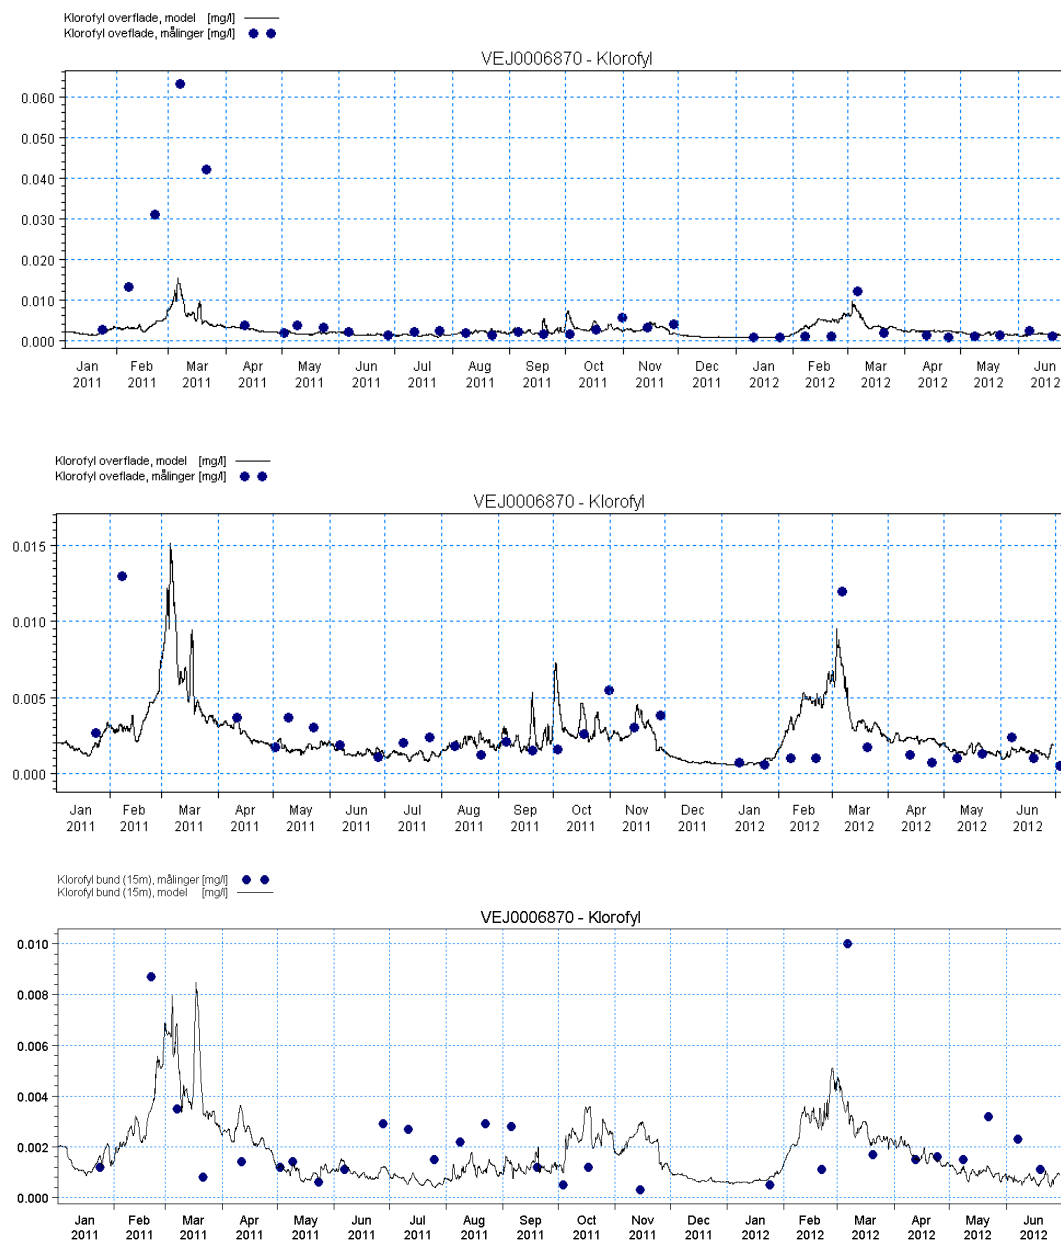 Klorofyl overflade, model [mg/l]
Klorofyl oveflade, målinger [mg/l]
VEJ0006870 - Klorofyl
0.060
0.050
0.040
0.030
0.020
0.010
0.000
Jan Feb Mar Apr May Jun Jul Aug Sep Oct Nov Dec Jan Feb Mar Apr May Jun
2011 2011 2011 2011 2011 2011 2011 2011 2011 2011 2011 2011 2012 2012 2012 2012 2012 2012
Klorofyl overflade, model [mg/l]
Klorofyl oveflade, målinger [mg/l]
VEJ0006870 - Klorofyl
0.015
0.010
0.005
0.000
Jan Feb Mar Apr May Jun Jul Aug Sep Oct Nov Dec Jan Feb Mar Apr May Jun
2011 2011 2011 2011 2011 2011 2011 2011 2011 2011 2011 2011 2012 2012 2012 2012 2012 2012
Klorofyl bund (15m), målinger [mg/l]
Klorofyl bund (15m), model [mg/l]
VEJ0006870 - Klorofyl
0.010
0.008
0.006
0.004
0.002
0.000
Jan Feb Mar Apr May Jun Jul Aug Sep Oct Nov Dec Jan Feb Mar Apr May Jun
2011 2011 2011 2011 2011 2011 2011 2011 2011 2011 2011 2011 2012 2012 2012 2012 2012 2012